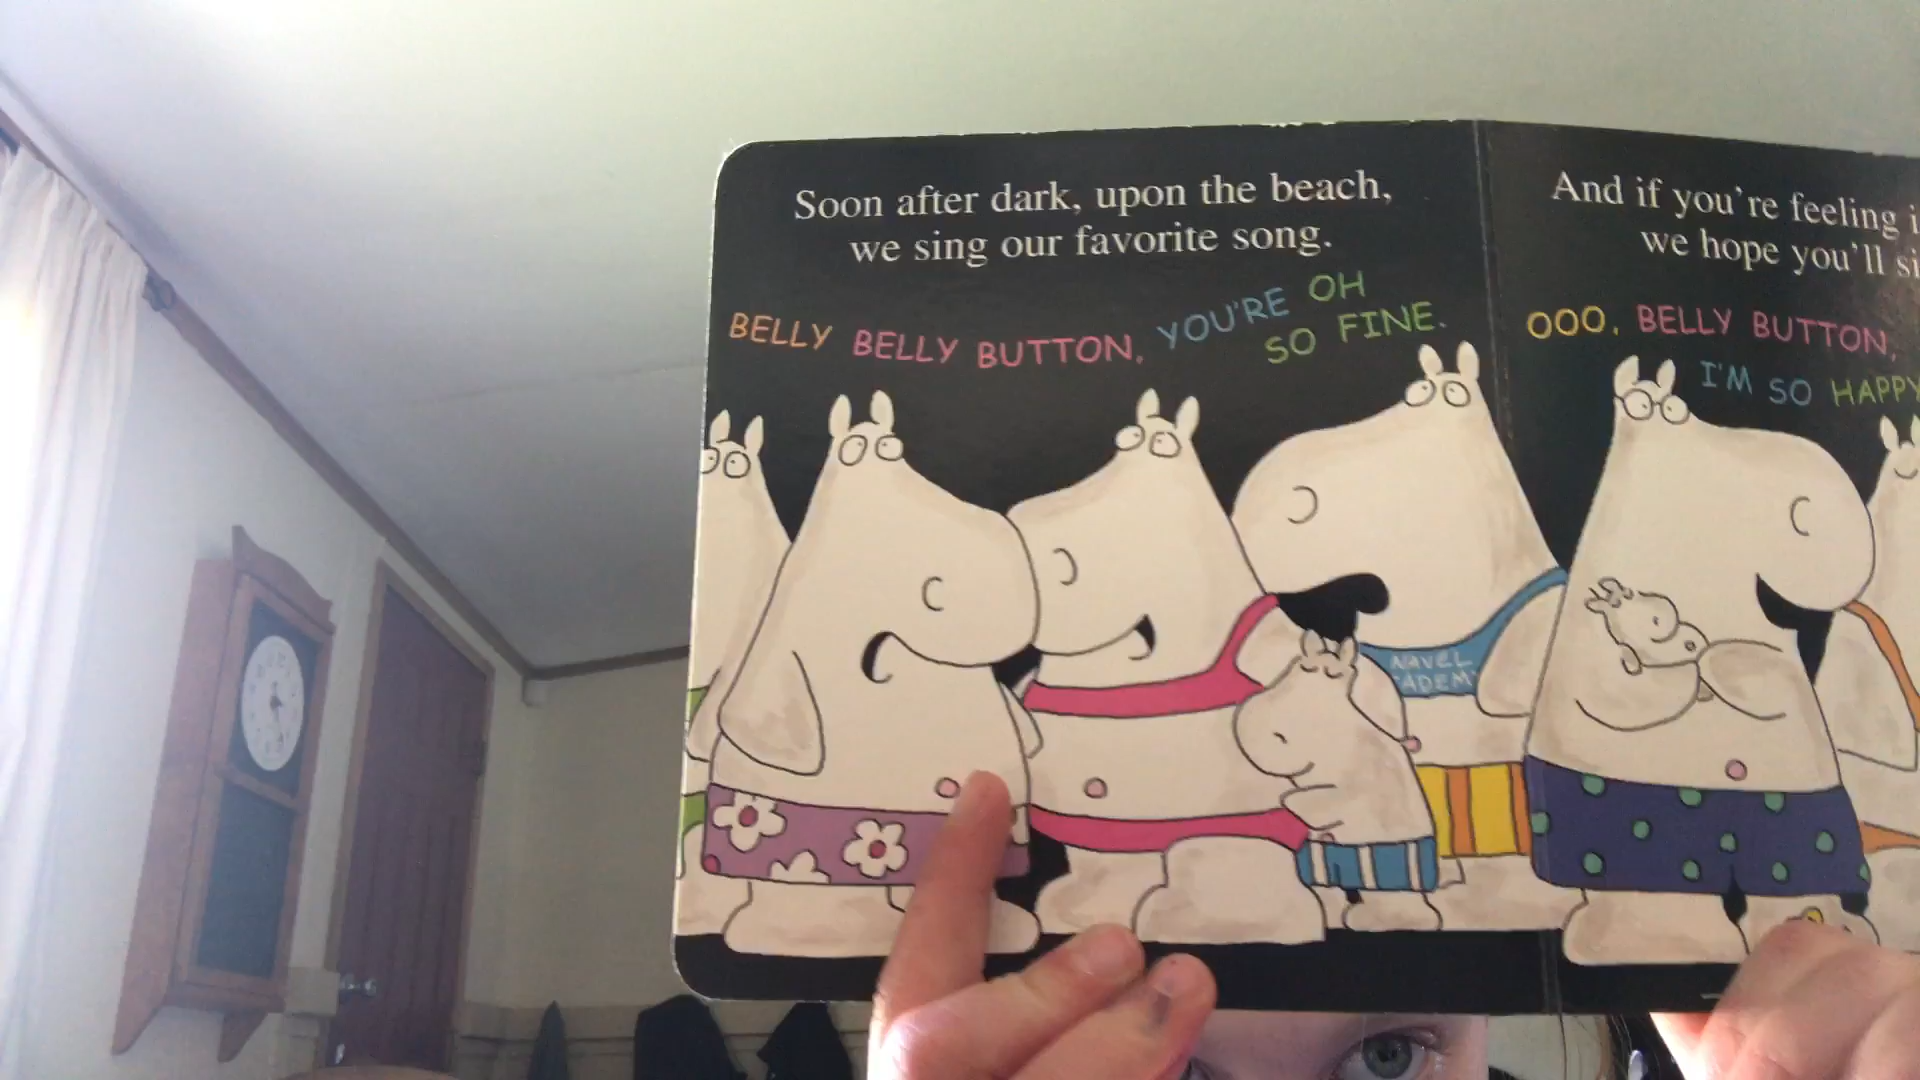 Soon after dark, upon the beach,
we sing our favorite song.
BELLY BELLY BUTTON, YOU'RE OH
SO FINE.
NAVEL
And if you're feeling
we hope you'll
OOO, BELLY BUTTON,
I'M SO HAPPY